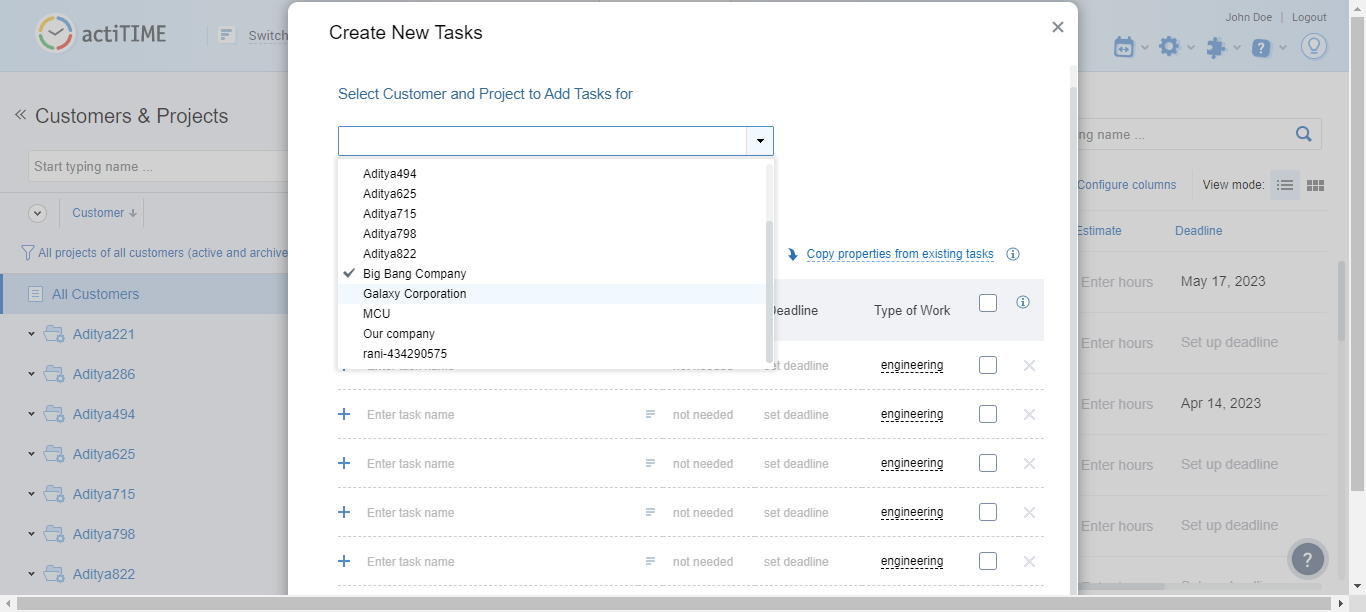 actiTIME
Switch
John Doe | Logout
Create New Tasks
Customers & Projects
Start typing name ...
Customer
All projects of all customers (active and archive
All Customers
Aditya221
Aditya286
Aditya494
Aditya625
Aditya715
Aditya798
Aditya822
Select Customer and Project to Add Tasks for
Aditya494
Aditya625
Aditya715
Aditya798
Aditya822
Big Bang Company
Galaxy Corporation
MCU
Our company
rani-434290575
Copy properties from existing tasks
Deadline Type of Work
Enter task name not needed set deadline engineering
Enter task name not needed set deadline engineering
Enter task name not needed set deadline engineering
Enter task name not needed set deadline engineering
Enter task name not needed set deadline engineering
ng name ...
Configure columns View mode:
Estimate Deadline
Enter hours May 17, 2023
Enter hours Set up deadline
Enter hours Apr 14, 2023
Enter hours Set up deadline
Enter hours Set up deadline
?